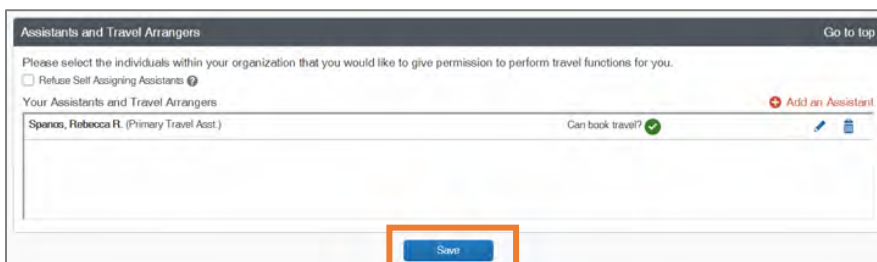 Assistants and Travel Arrangers Go to top
Please select the individuals within your organization that you would like to give permission to perform travel functions for you.
Refuse Self Assigning Assistants ?
Your Assistants and Travel Arrangers Add an Assistant
Spanos, Rebecca R. (Primary Travel Asst.) Can book travel?
Save